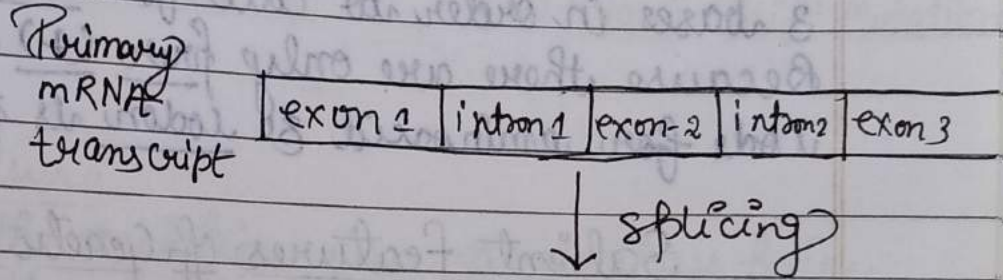 Primary
mRNA
transcript
exon 1 intron 1 exon-2 intron2 exon 3
splicing